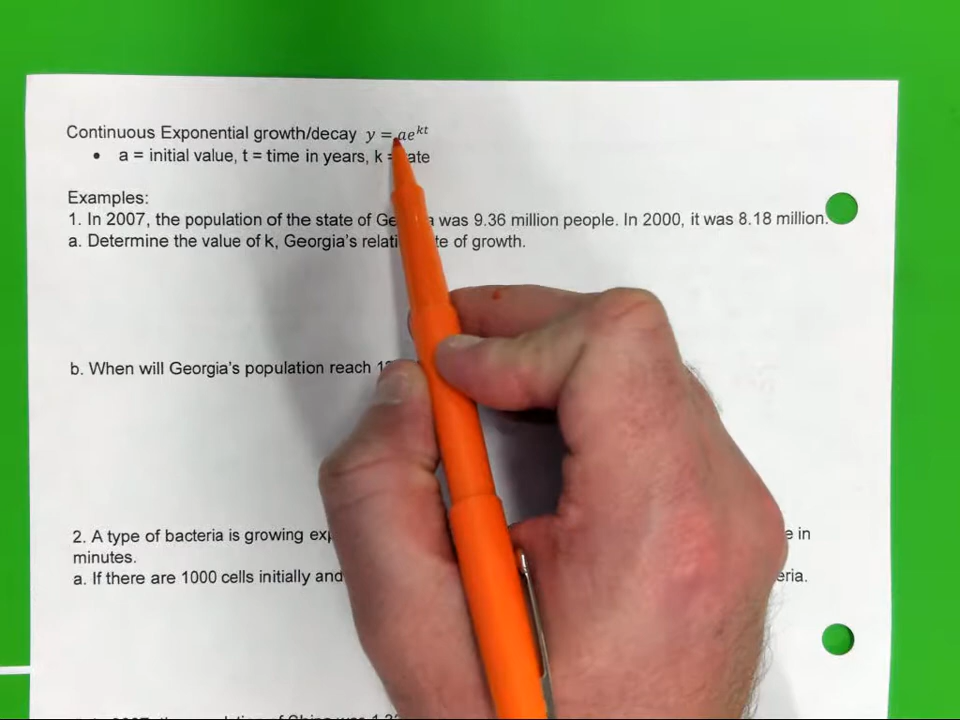 Continuous Exponential growth/decay y = ae^{kt}
• a = initial value, t = time in years, k = ate
Examples:
1. In 2007, the population of the state of Ge a was 9.36 million people. In 2000, it was 8.18 million.
a. Determine the value of k, Georgia's relati te of growth.
b. When will Georgia's population reach 1
2. A type of bacteria is growing exp e in
minutes.
a. If there are 1000 cells initially and eria.